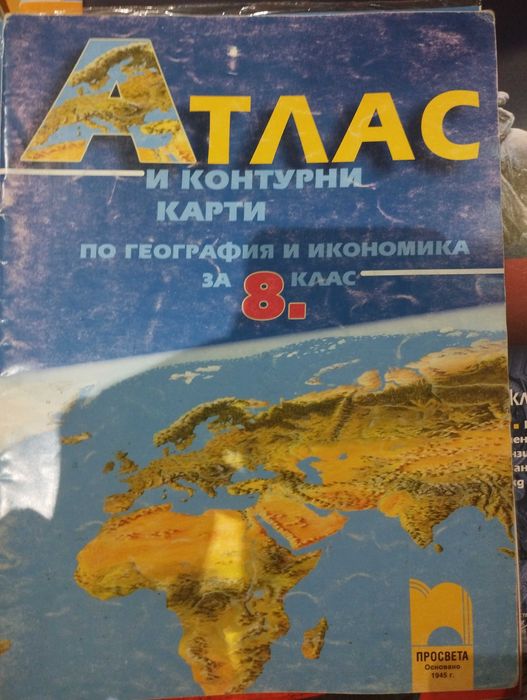 АТЛАС
И КОНТУРНИ
КАРТИ
ПО ГЕОГРАФИЯ И ИКОНОМИКА
ЗА 8. КЛАС
ПРОСВЕТА
Основано
1945 г.